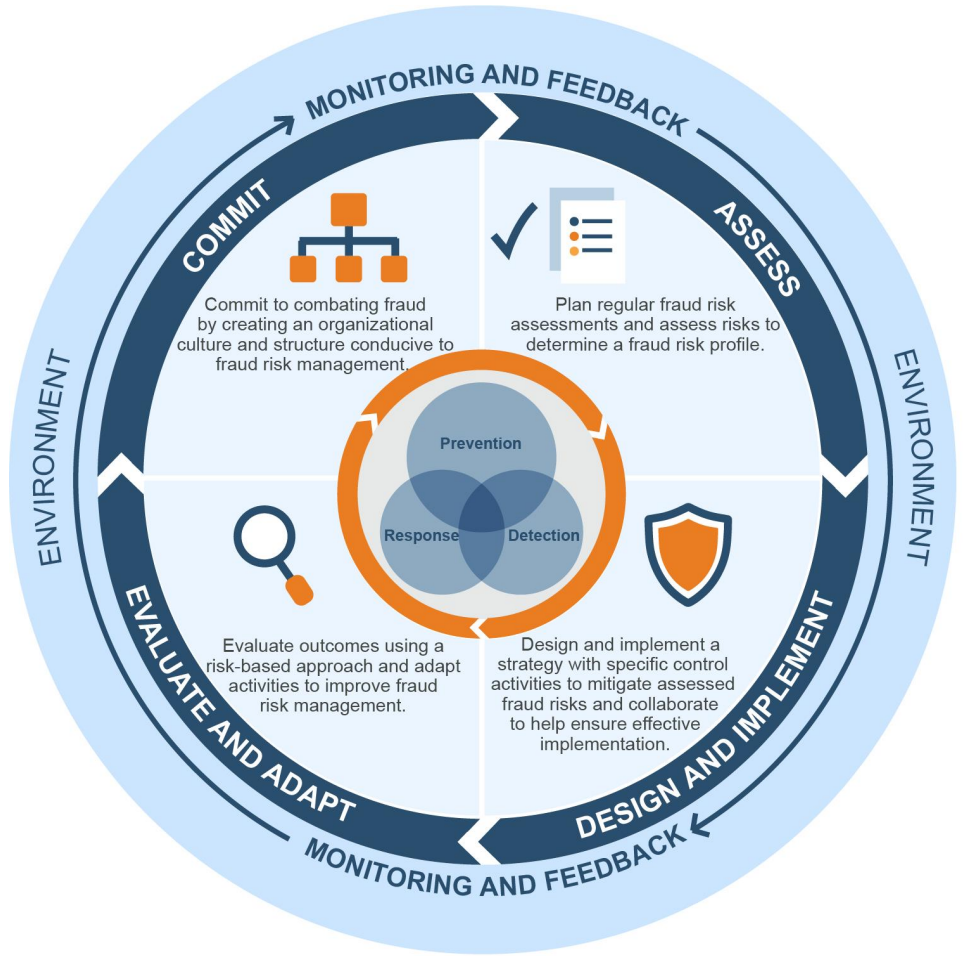 MONITORING AND FEEDBACK
COMMIT
ASSESS
Commit to combating fraud
by creating an organizational
culture and structure conducive to
fraud risk management.
Plan regular fraud risk
assessments and assess risks to
determine a fraud risk profile.
ENVIRONMENT
ENVIRONMENT
Prevention
Response
Detection
Evaluate outcomes using a
risk-based approach and adapt
activities to improve fraud
risk management.
Design and implement a
strategy with specific control
activities to mitigate assessed
fraud risks and collaborate
to help ensure effective
implementation.
EVALUATE AND ADAPT
DESIGN AND IMPLEMENT
MONITORING AND FEEDBACK